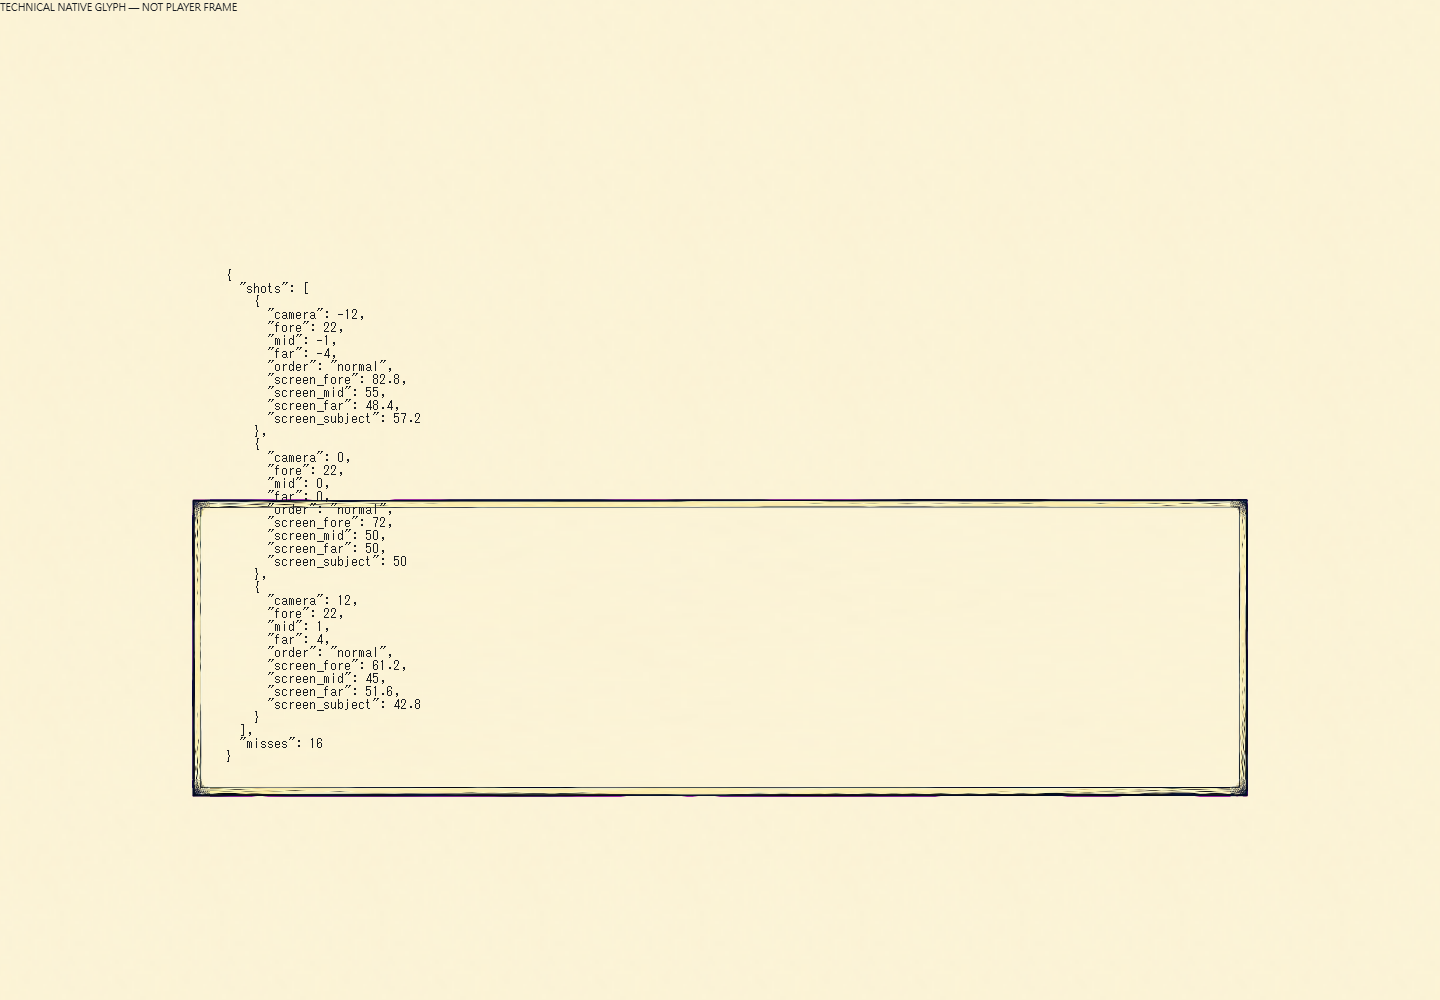 TECHNICAL NATIVE GLYPH — NOT PLAYER FRAME
{
  "shots": [
    {
      "camera": -12,
      "fore": 22,
      "mid": -1,
      "far": -4,
      "order": "normal",
      "screen_fore": 82.8,
      "screen_mid": 55,
      "screen_far": 48.4,
      "screen_subject": 57.2
    },
    {
      "camera": 0,
      "fore": 22,
      "mid": 0,
      "far": 0,
      "order": "normal",
      "screen_fore": 72,
      "screen_mid": 50,
      "screen_far": 50,
      "screen_subject": 50
    },
    {
      "camera": 12,
      "fore": 22,
      "mid": 1,
      "far": 4,
      "order": "normal",
      "screen_fore": 61.2,
      "screen_mid": 45,
      "screen_far": 51.6,
      "screen_subject": 42.8
    }
  ],
  "misses": 16
}